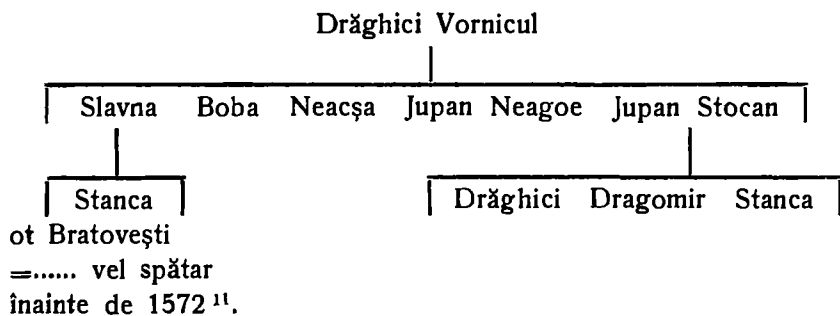 Drăghici Vornicul
Slavna Boba Neacşa Jupan Neagoe Jupan Stocan
Stanca Drăghici Dragomir Stanca
ot Bratoveşti
=...... vel spătar
înainte de 1572 ¹¹.